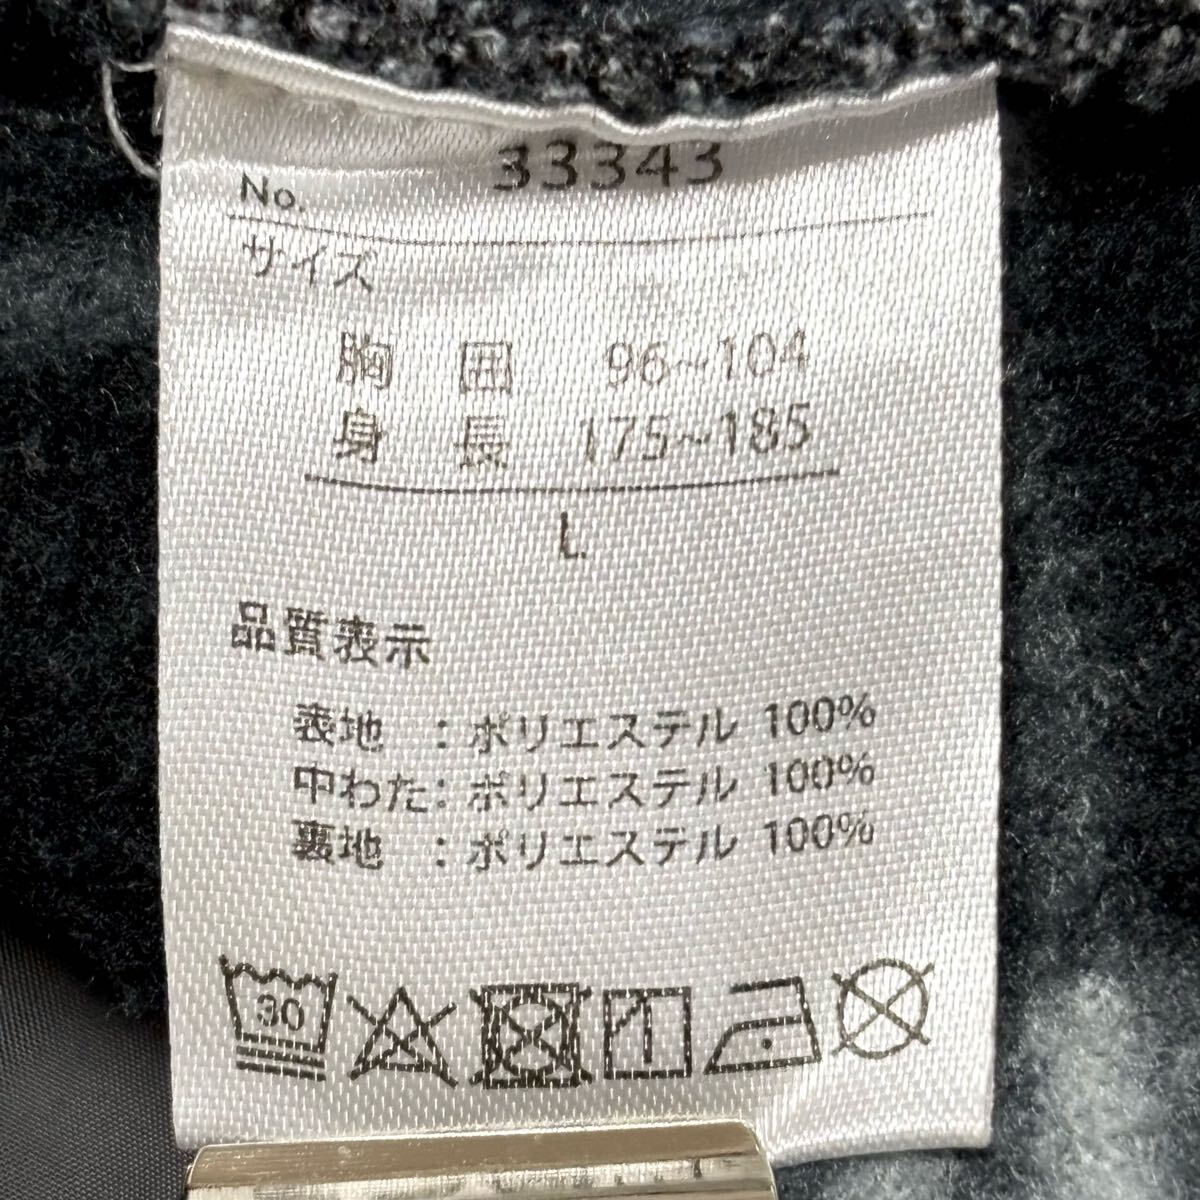 No. 33343
サイズ
胸 囲 96~104
身 長 175~185
L
品質表示
表地 : ポリエステル 100%
中わた: ポリエステル 100%
裏地 : ポリエステル 100%
30